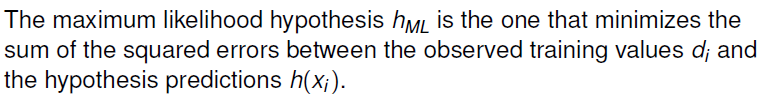 The maximum likelihood hypothesis h_ML is the one that minimizes the
sum of the squared errors between the observed training values d_i and
the hypothesis predictions h(x_i).